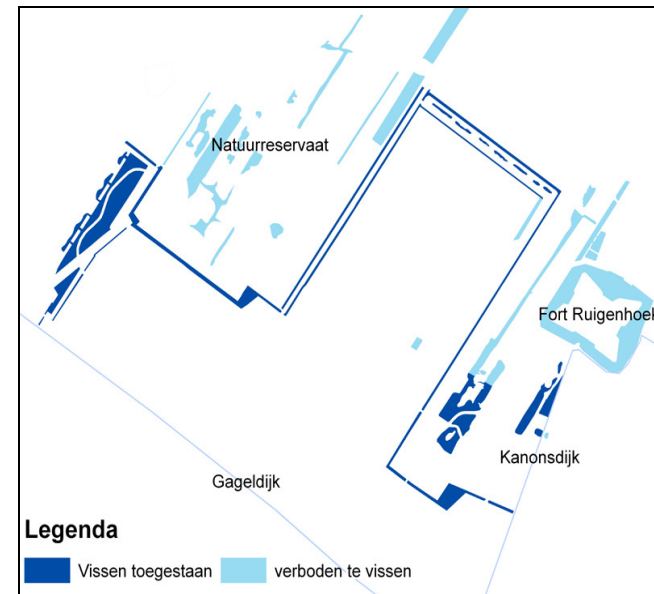 Natuurreservaat
Fort Ruigenhoek
Kanonsdijk
Gageldijk
Legenda
Vissen toegestaan
verboden te vissen